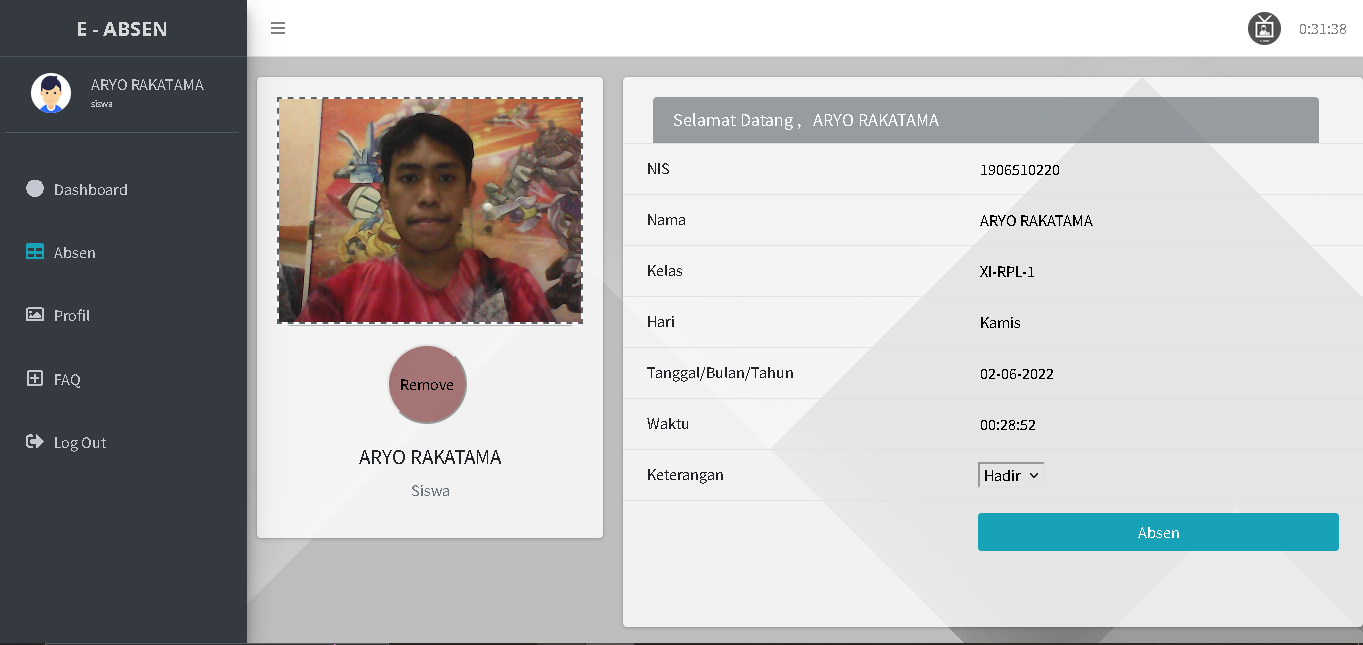 E - ABSEN
0:31:38
ARYO RAKATAMA
siswa
Dashboard
Absen
Profil
FAQ
Log Out
Remove
ARYO RAKATAMA
Siswa
Selamat Datang , ARYO RAKATAMA
NIS 1906510220
Nama ARYO RAKATAMA
Kelas XI-RPL-1
Hari Kamis
Tanggal/Bulan/Tahun 02-06-2022
Waktu 00:28:52
Keterangan Hadir
Absen